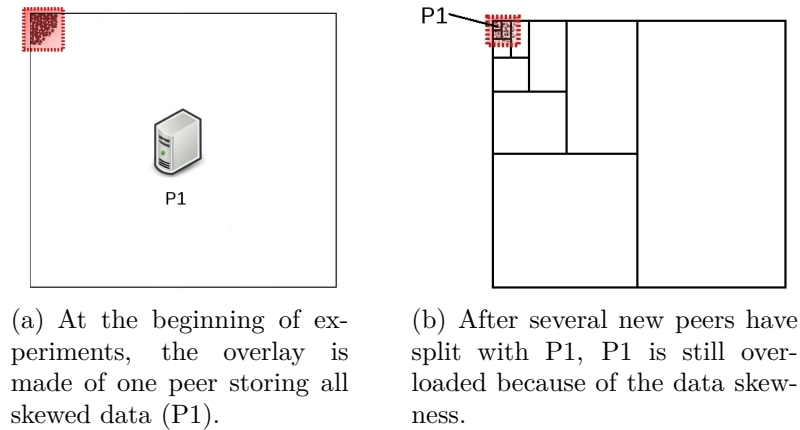 P1
P1
(a) At the beginning of ex-
periments, the overlay is
made of one peer storing all
skewed data (P1).
(b) After several new peers have
split with P1, P1 is still over-
loaded because of the data skew-
ness.